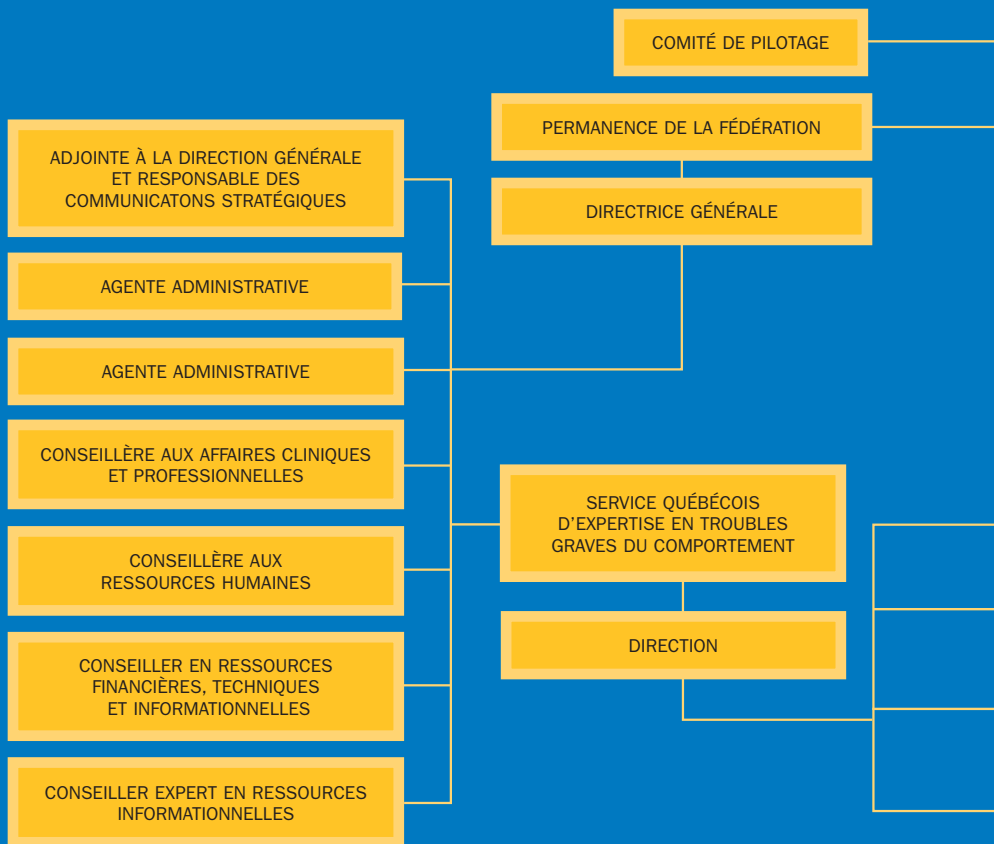 COMITÉ DE PILOTAGE
PERMANENCE DE LA FÉDÉRATION
DIRECTRICE GÉNÉRALE
ADJOINTE À LA DIRECTION GÉNÉRALE
ET RESPONSABLE DES
COMMUNICATONS STRATÉGIQUES
AGENTE ADMINISTRATIVE
AGENTE ADMINISTRATIVE
CONSEILLÈRE AUX AFFAIRES CLINIQUES
ET PROFESSIONNELLES
CONSEILLÈRE AUX
RESSOURCES HUMAINES
CONSEILLER EN RESSOURCES
FINANCIÈRES, TECHNIQUES
ET INFORMATIONNELLES
CONSEILLER EXPERT EN RESSOURCES
INFORMATIONNELLES
SERVICE QUÉBÉCOIS
D'EXPERTISE EN TROUBLES
GRAVES DU COMPORTEMENT
DIRECTION